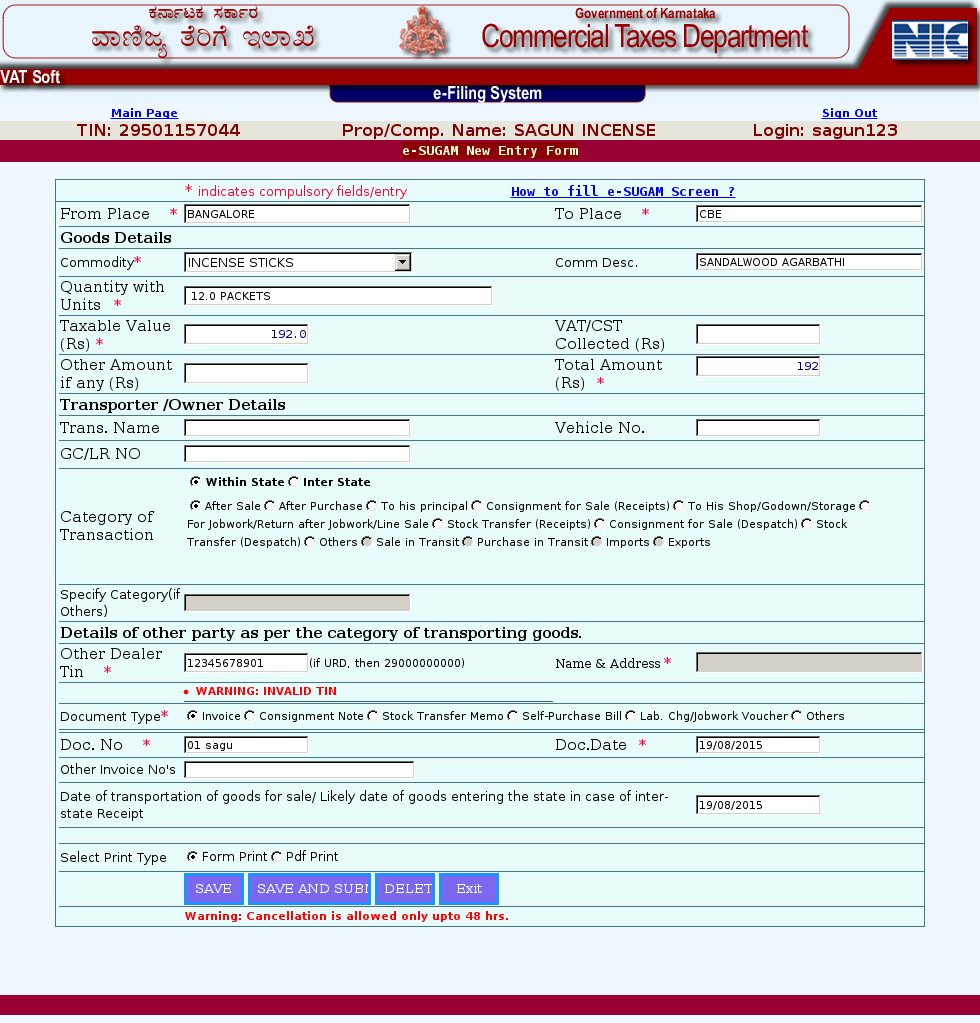 ಕರ್ನಾಟಕ ಸರ್ಕಾರ
ವಾಣಿಜ್ಯ ತೆರಿಗೆ ಇಲಾಖೆ
Government of Karnataka
Commercial Taxes Department
NIC
VAT Soft
e-Filing System
Main Page Sign Out
TIN: 29501157044 Prop/Comp. Name: SAGUN INCENSE Login: sagun123
e-SUGAM New Entry Form
* indicates compulsory fields/entry How to fill e-SUGAM Screen ?
From Place * BANGALORE To Place * CBE
Goods Details
Commodity* INCENSE STICKS Comm Desc. SANDALWOOD AGARBATHI
Quantity with
Units * 12.0 PACKETS
Taxable Value
(Rs) * 192.0
VAT/CST
Collected (Rs)
Other Amount
if any (Rs)
Total Amount
(Rs) * 192
Transporter /Owner Details
Trans. Name Vehicle No.
GC/LR NO
Within State Inter State
Category of
Transaction
After Sale After Purchase To his principal Consignment for Sale (Receipts) To His Shop/Godown/Storage
For Jobwork/Return after Jobwork/Line Sale Stock Transfer (Receipts) Consignment for Sale (Despatch) Stock
Transfer (Despatch) Others Sale in Transit Purchase in Transit Imports Exports
Specify Category(if
Others)
Details of other party as per the category of transporting goods.
Other Dealer
Tin * 12345678901 (if URD, then 29000000000) Name & Address *
• WARNING: INVALID TIN
Document Type* Invoice Consignment Note Stock Transfer Memo Self-Purchase Bill Lab. Chg/Jobwork Voucher Others
Doc. No * 01 sagu Doc.Date * 19/08/2015
Other Invoice No's
Date of transportation of goods for sale/ Likely date of goods entering the state in case of inter-
state Receipt 19/08/2015
Select Print Type Form Print Pdf Print
SAVE SAVE AND SUBI DELET Exit
Warning: Cancellation is allowed only upto 48 hrs.